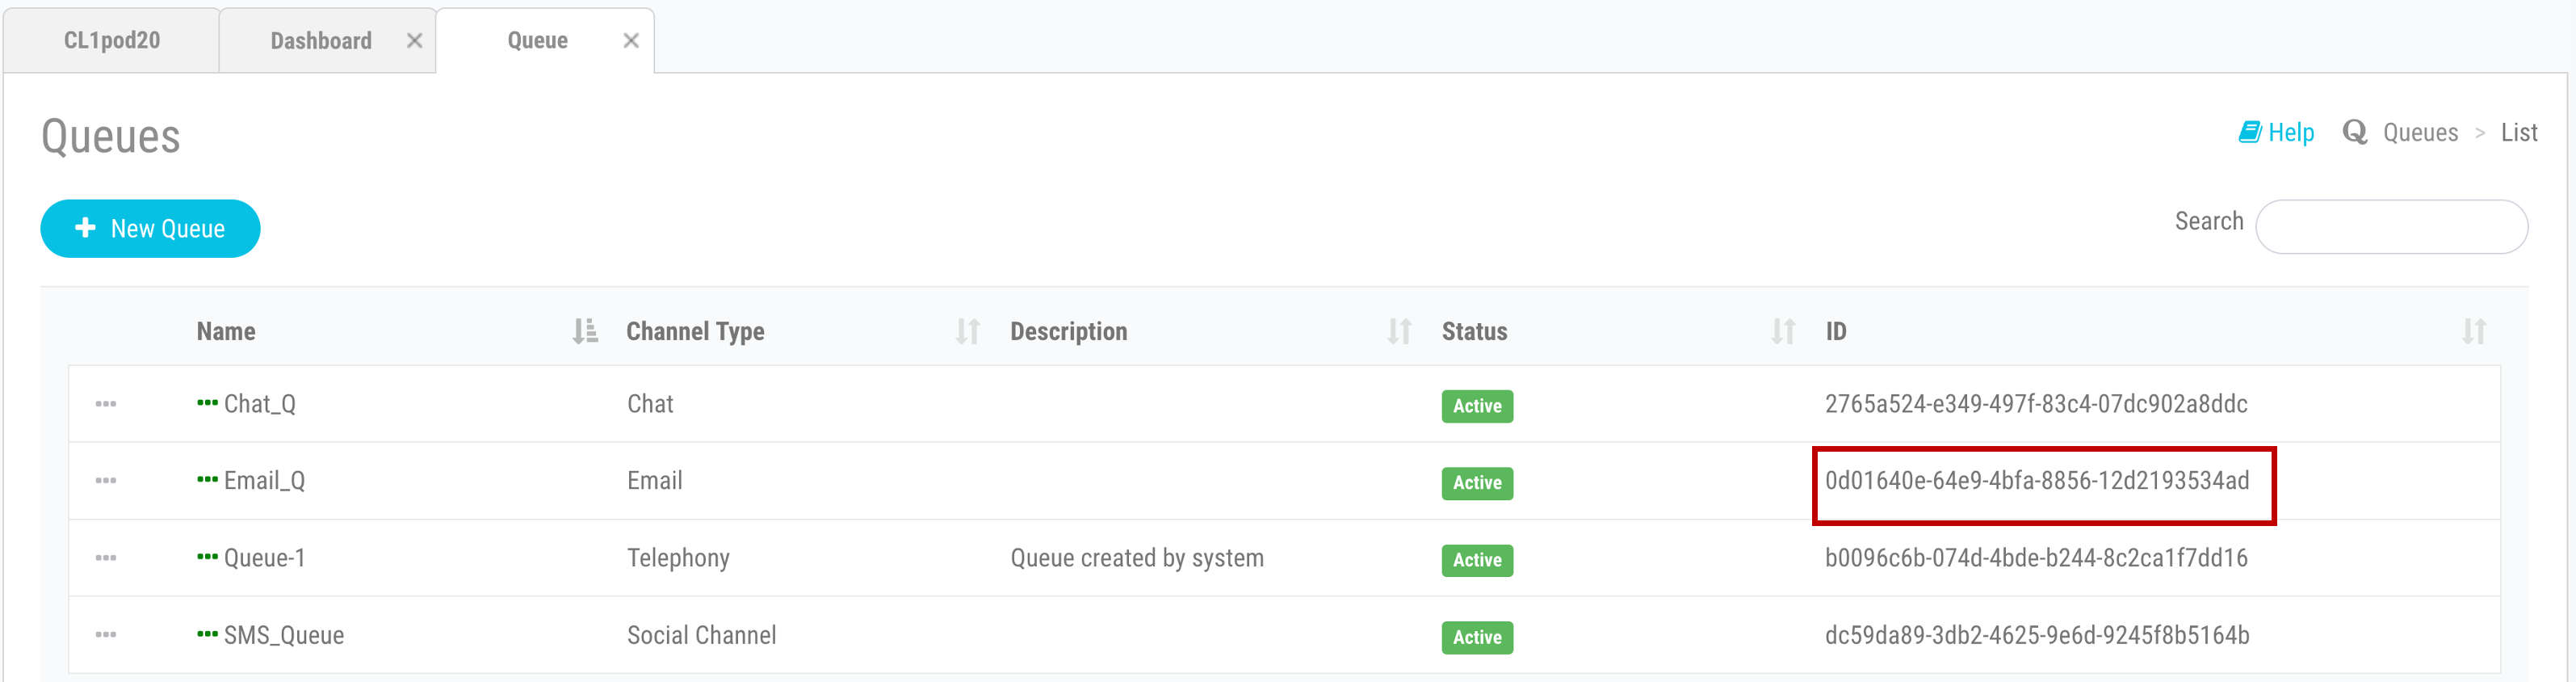 CL1pod20 Dashboard Queue
Queues
Help Queues > List
New Queue
Search
Name Channel Type Description Status ID
Chat_Q Chat Active 2765a524-e349-497f-83c4-07dc902a8ddc
Email_Q Email Active 0d01640e-64e9-4bfa-8856-12d2193534ad
Queue-1 Telephony Queue created by system Active b0096c6b-074d-4bde-b244-8c2ca1f7dd16
SMS_Queue Social Channel Active dc59da89-3db2-4625-9e6d-9245f8b5164b